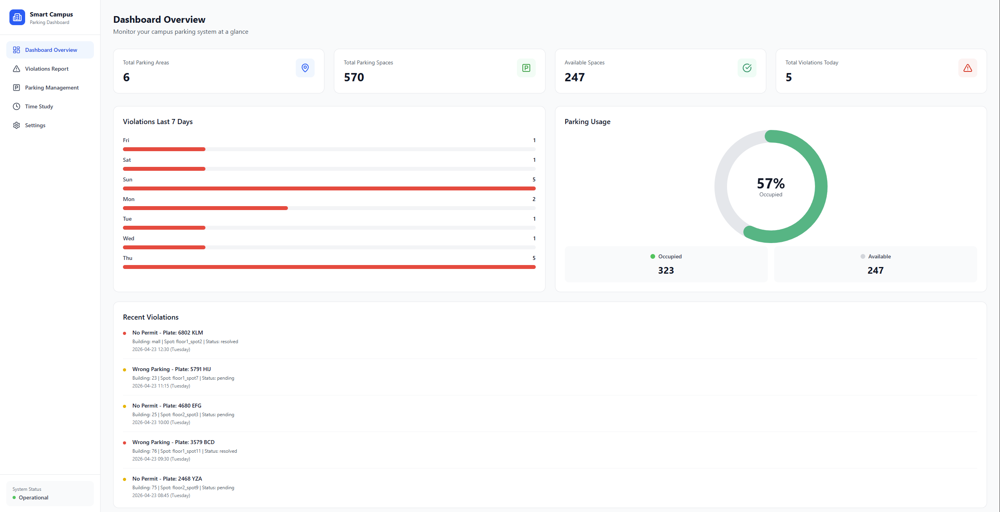 Smart Campus
Parking Dashboard
Dashboard Overview
Violations Report
Parking Management
Time Study
Settings
System Status
Operational
Dashboard Overview
Monitor your campus parking system at a glance
Total Parking Areas
6
Total Parking Spaces
570
Available Spaces
247
Total Violations Today
5
Violations Last 7 Days
Fri 1
Sat 1
Sun 5
Mon 2
Tue 1
Wed 1
Thu 5
Parking Usage
57%
Occupied
Occupied
323
Available
247
Recent Violations
No Permit - Plate: 6802 KLM
Building: mall | Spot: floor1_spot2 | Status: resolved
2026-04-23 12:30 (Tuesday)
Wrong Parking - Plate: 5791 HIJ
Building: 23 | Spot: floor1_spot7 | Status: pending
2026-04-23 11:15 (Tuesday)
No Permit - Plate: 4680 EFG
Building: 25 | Spot: floor2_spot3 | Status: pending
2026-04-23 10:00 (Tuesday)
Wrong Parking - Plate: 3579 BCD
Building: 76 | Spot: floor1_spot11 | Status: resolved
2026-04-23 09:30 (Tuesday)
No Permit - Plate: 2468 YZA
Building: 75 | Spot: floor2_spot9 | Status: pending
2026-04-23 08:45 (Tuesday)